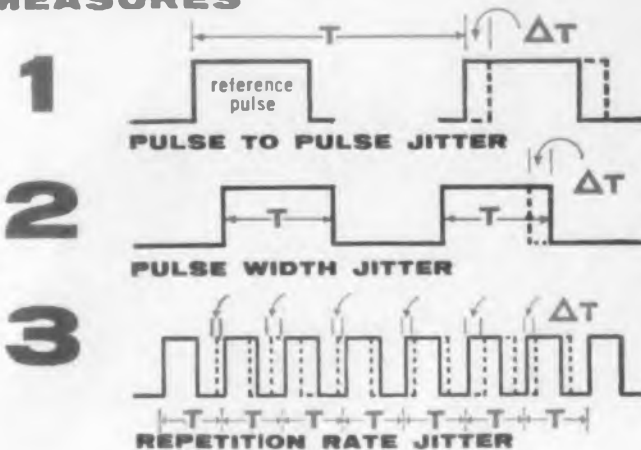 MEASURES
1
T
ΔT
reference
pulse
PULSE TO PULSE JITTER
2
T
T
ΔT
PULSE WIDTH JITTER
3
ΔT
T T T T T T T
REPETITION RATE JITTER